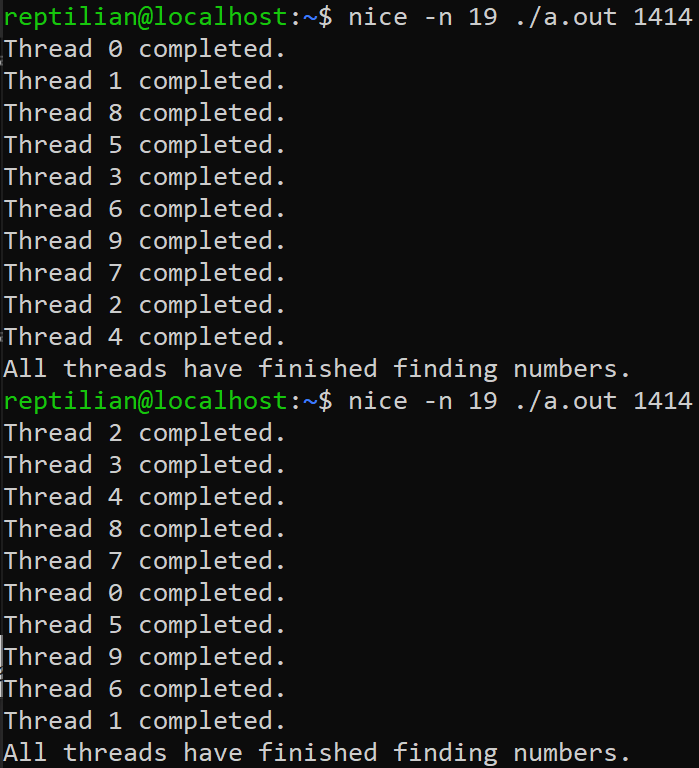 reptilian@localhost:~$ nice -n 19 ./a.out 1414
Thread 0 completed.
Thread 1 completed.
Thread 8 completed.
Thread 5 completed.
Thread 3 completed.
Thread 6 completed.
Thread 9 completed.
Thread 7 completed.
Thread 2 completed.
Thread 4 completed.
All threads have finished finding numbers.
reptilian@localhost:~$ nice -n 19 ./a.out 1414
Thread 2 completed.
Thread 3 completed.
Thread 4 completed.
Thread 8 completed.
Thread 7 completed.
Thread 0 completed.
Thread 5 completed.
Thread 9 completed.
Thread 6 completed.
Thread 1 completed.
All threads have finished finding numbers.